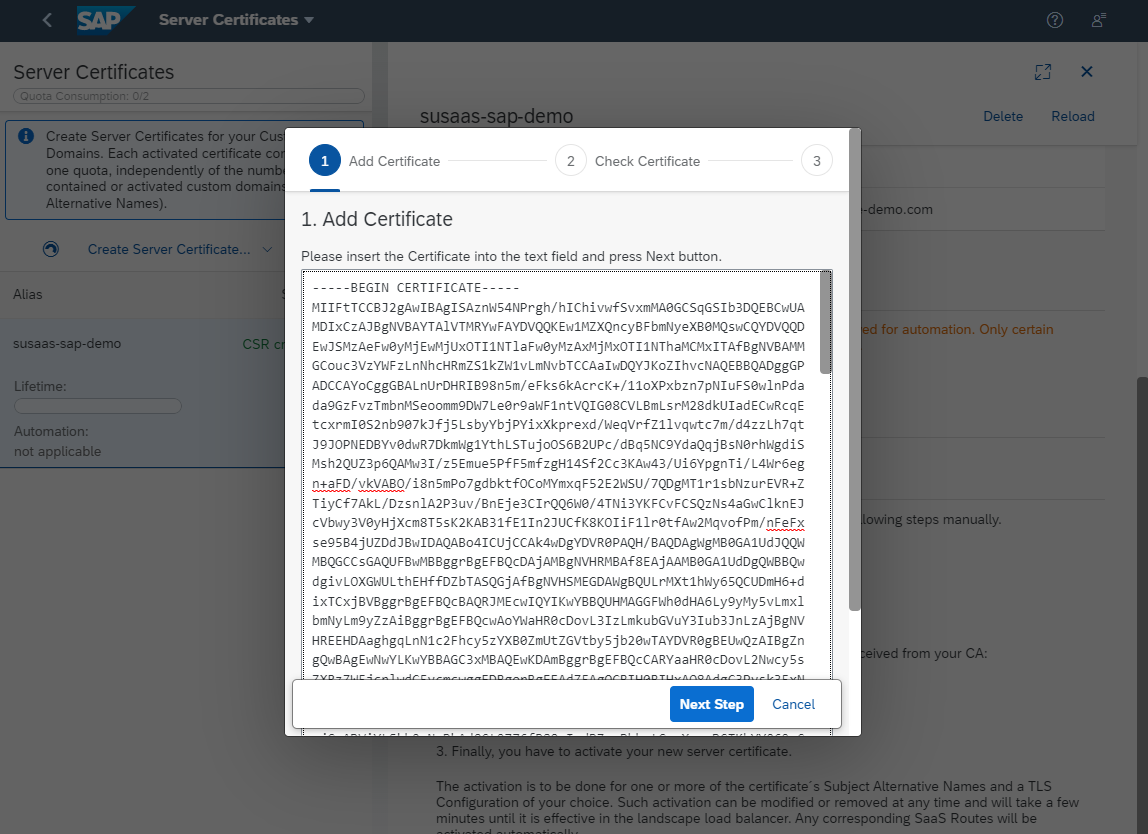 SAP
Server Certificates
Server Certificates
Quota Consumption: 0/2
Create Server Certificates for your Cus
Domains. Each activated certificate cor
one quota, independently of the numbe
contained or activated custom domains
Alternative Names).
Create Server Certificate...
Alias
susaas-sap-demo
CSR cr
Lifetime:
Automation:
not applicable
susaas-sap-demo
Delete
Reload
-demo.com
ed for automation. Only certain
lowing steps manually.
ceived from your CA:
1
Add Certificate
2
Check Certificate
3
1. Add Certificate
Please insert the Certificate into the text field and press Next button.
-----BEGIN CERTIFICATE-----
MIIFtTCCBJ2gAwIBAgISAznW54NPrgh/hIChivwfSvxmMA0GCSqGSIb3DQEBCwUA
MDIxCzAJBgNVBAYTAlVTMRYwFAYDVQQKEw1MZXQncyBFbmNyeXB0MQswCQYDVQQD
EwJSMzAeFw0yMjEwMjUxOTI1NTlaFw0yMzAxMjMxOTI1NThaMCMxITAfBgNVBAMM
GCouc3VzYWFzLnNhcHRmZS1kZW1vLmNvbTCCAaIwDQYJKoZIhvcNAQEBBQADggGP
ADCCAYoCggGBALnUrDHRIB98n5m/eFks6kAcrcK+/11oXPxbzn7pNIuFS0wlnPda
da9GzFvzTmbnMSeoomm9DW7Le0r9aWF1ntVQIG08CVLBmLsrM28dkUIadECwRcqE
tcxrmI0S2nb907kJfj5LsbyYbjPYixXkprexd/WeqVrfZ1lvqwtc7m/d4zzLh7qt
J9JOPNEDBYv0dwR7DkmWg1YthLSTujoOS6B2UPc/dBq5NC9YdaQqjBsN0rhWgdiS
Msh2QUZ3p6QAMw3I/z5Emue5PfF5mfzgH14Sf2Cc3KAw43/Ui6YpgnTi/L4Wr6eg
n+aFD/vkVABO/i8n5mPo7gdbktfOCoMYmxqF52E2WSU/7QDgMT1r1sbNzurEVR+Z
TiyCf7AkL/DzsnlA2P3uv/BnEje3CIrQQ6W0/4TNi3YKFCvFCSQzNs4aGwClknEJ
cVbwy3V0yHjXcm8T5sK2KAB31fE1In2JUCfK8KOIiF1lr0tfAw2MqvofPm/nFeFx
se95B4jUZDdJBwIDAQABo4ICUjCCAk4wDgYDVR0PAQH/BAQDAgWgMB0GA1UdJQQW
MBQGCCsGAQUFBwMBBggrBgEFBQcDAjAMBgNVHRMBAf8EAjAAMB0GA1UdDgQWBBQw
dgivLOXGWULthEHffDZbTASQGjAfBgNVHSMEGDAWgBQULrMXt1hWy65QCUDmH6+d
ixTCxjBVBggrBgEFBQcBAQRJMEcwIQYIKwYBBQUHMAGGFWh0dHA6Ly9yMy5vLmxl
bmNyLm9yZzAiBggrBgEFBQcwAoYWaHR0cDovL3IzLmkubGVuY3Iub3JnLzAjBgNV
HREEHDAaghgqLnN1c2Fhcy5zYXB0ZmUtZGVtby5jb20wTAYDVR0gBEUwQzAIBgZn
gQwBAgEwNwYLKwYBBAGC3xMBAQEwKDAmBggrBgEFBQcCARYaaHR0cDovL2Nwcy5s
Next Step
Cancel
3. Finally, you have to activate your new server certificate.
The activation is to be done for one or more of the certificate´s Subject Alternative Names and a TLS
Configuration of your choice. Such activation can be modified or removed at any time and will take a few
minutes until it is effective in the landscape load balancer. Any corresponding SaaS Routes will be
activated automatically.